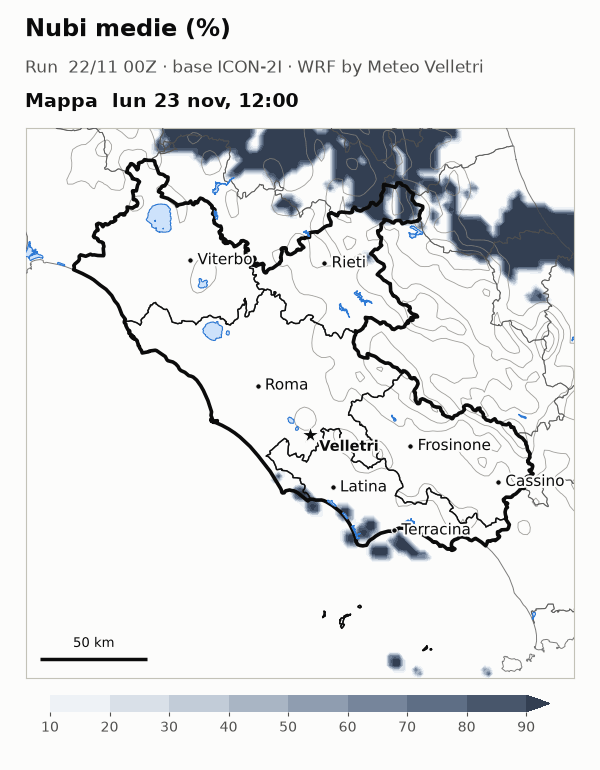 Nubi medie (%)
Run  22/11 00Z · base ICON-2I · WRF by Meteo Velletri
Mappa  lun 23 nov, 12:00
Viterbo
Rieti
Roma
Velletri
Frosinone
Cassino
Latina
Terracina
50 km
10 20 30 40 50 60 70 80 90